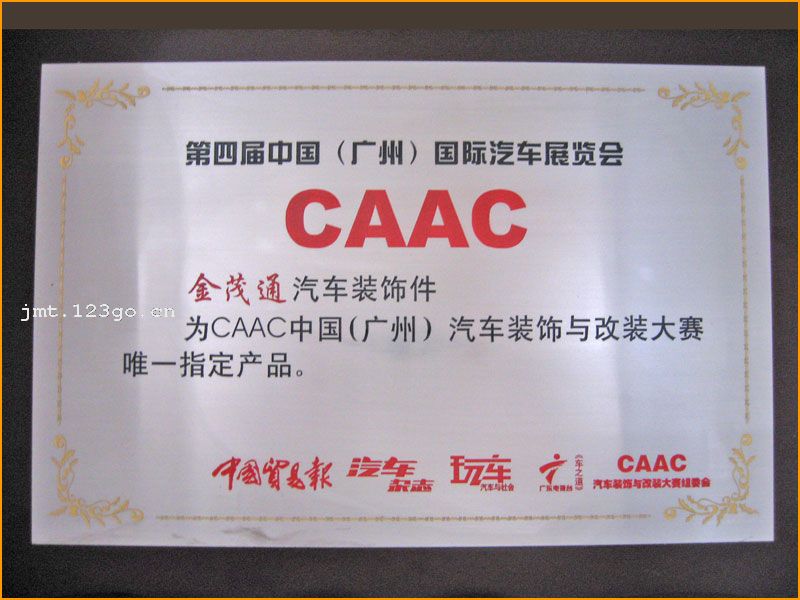 第四届中国（广州）国际汽车展览会
CAAC
金茂通汽车装饰件
jmt.123go.cn
为CAAC中国(广州）汽车装饰与改装大赛
唯一指定产品。
中國貿易報
汽车
杂志
玩车
汽车与社会
广东电视台
《车之道》
CAAC
汽车装饰与改装大赛组委会